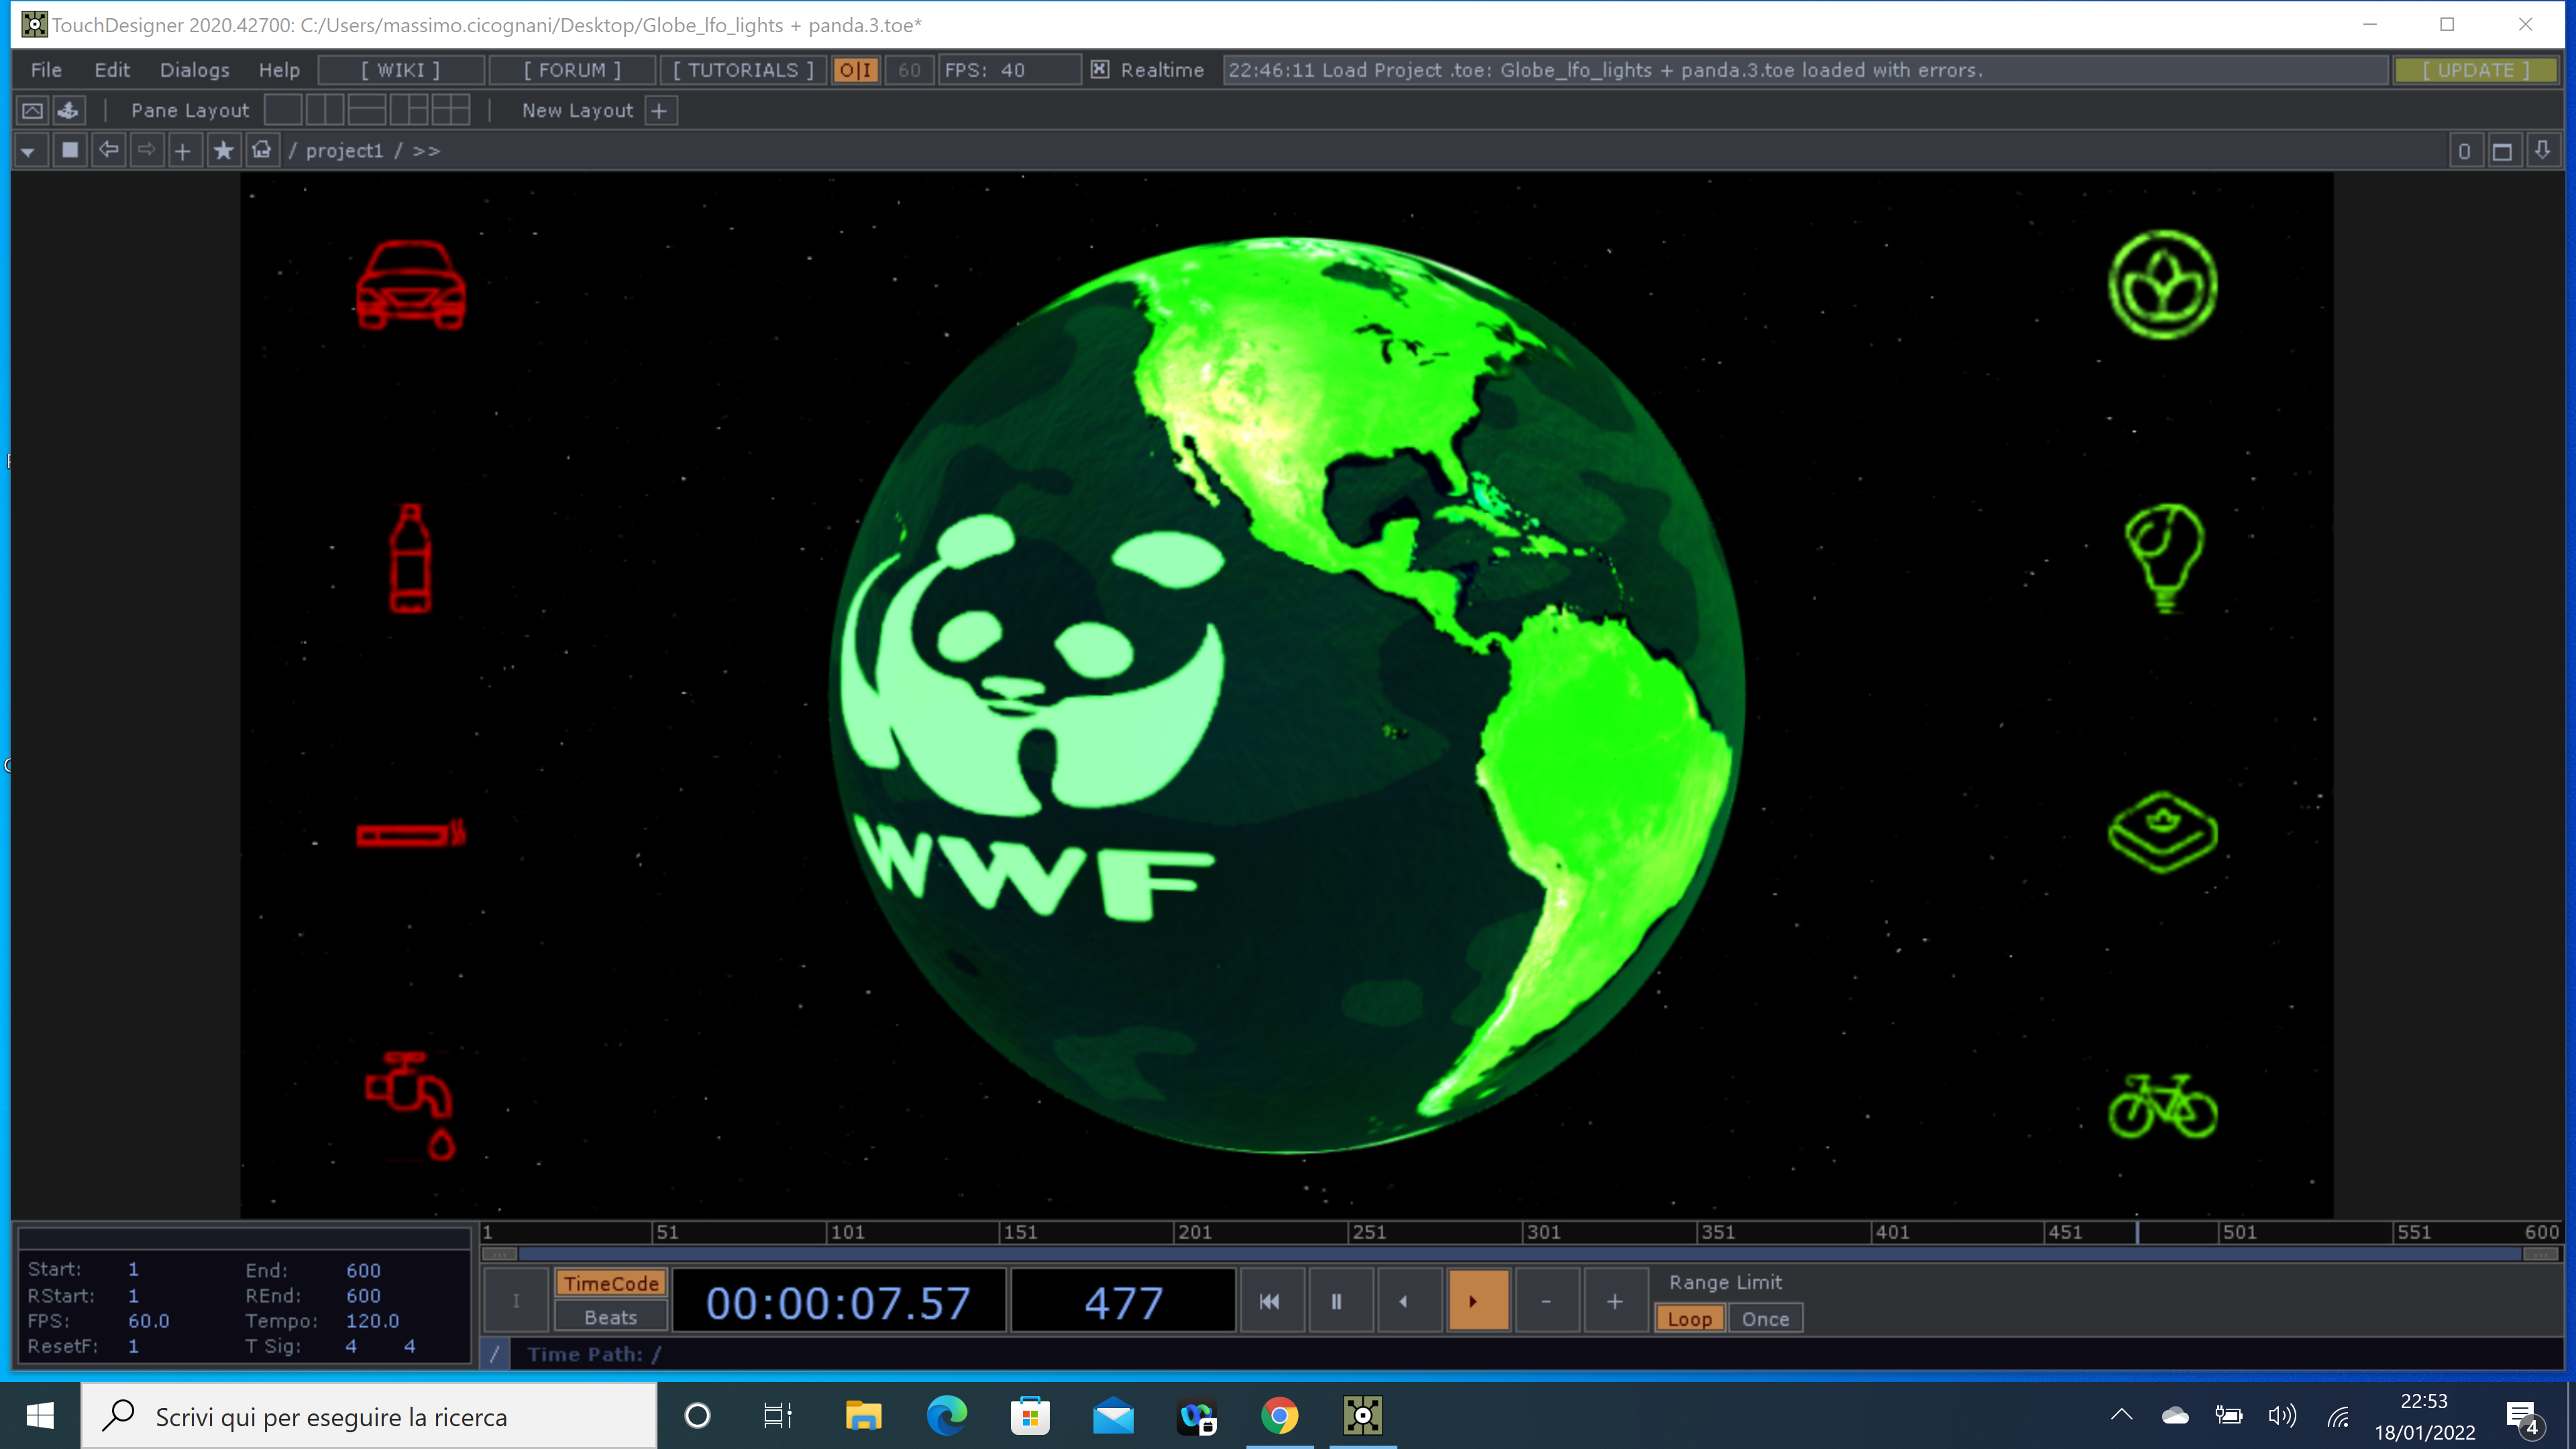 TouchDesigner 2020.42700: C:/Users/massimo.cicognani/Desktop/Globe_lfo_lights + panda.3.toe*
File Edit Dialogs Help [ WIKI ] [ FORUM ] [ TUTORIALS ] O|I 60 FPS: 40 Realtime 22:46:11 Load Project .toe: Globe_lfo_lights + panda.3.toe loaded with errors. [ UPDATE ]
Pane Layout New Layout +
/ project1 / >> 0
WWF
1 51 101 151 201 251 301 351 401 451 501 551 600
Start: 1 End: 600
RStart: 1 REnd: 600
FPS: 60.0 Tempo: 120.0
ResetF: 1 T Sig: 4 4
I TimeCode Beats 00:00:07.57 477 - + Range Limit
Loop Once
/ Time Path: /
Scrivi qui per eseguire la ricerca
22:53
18/01/2022
4